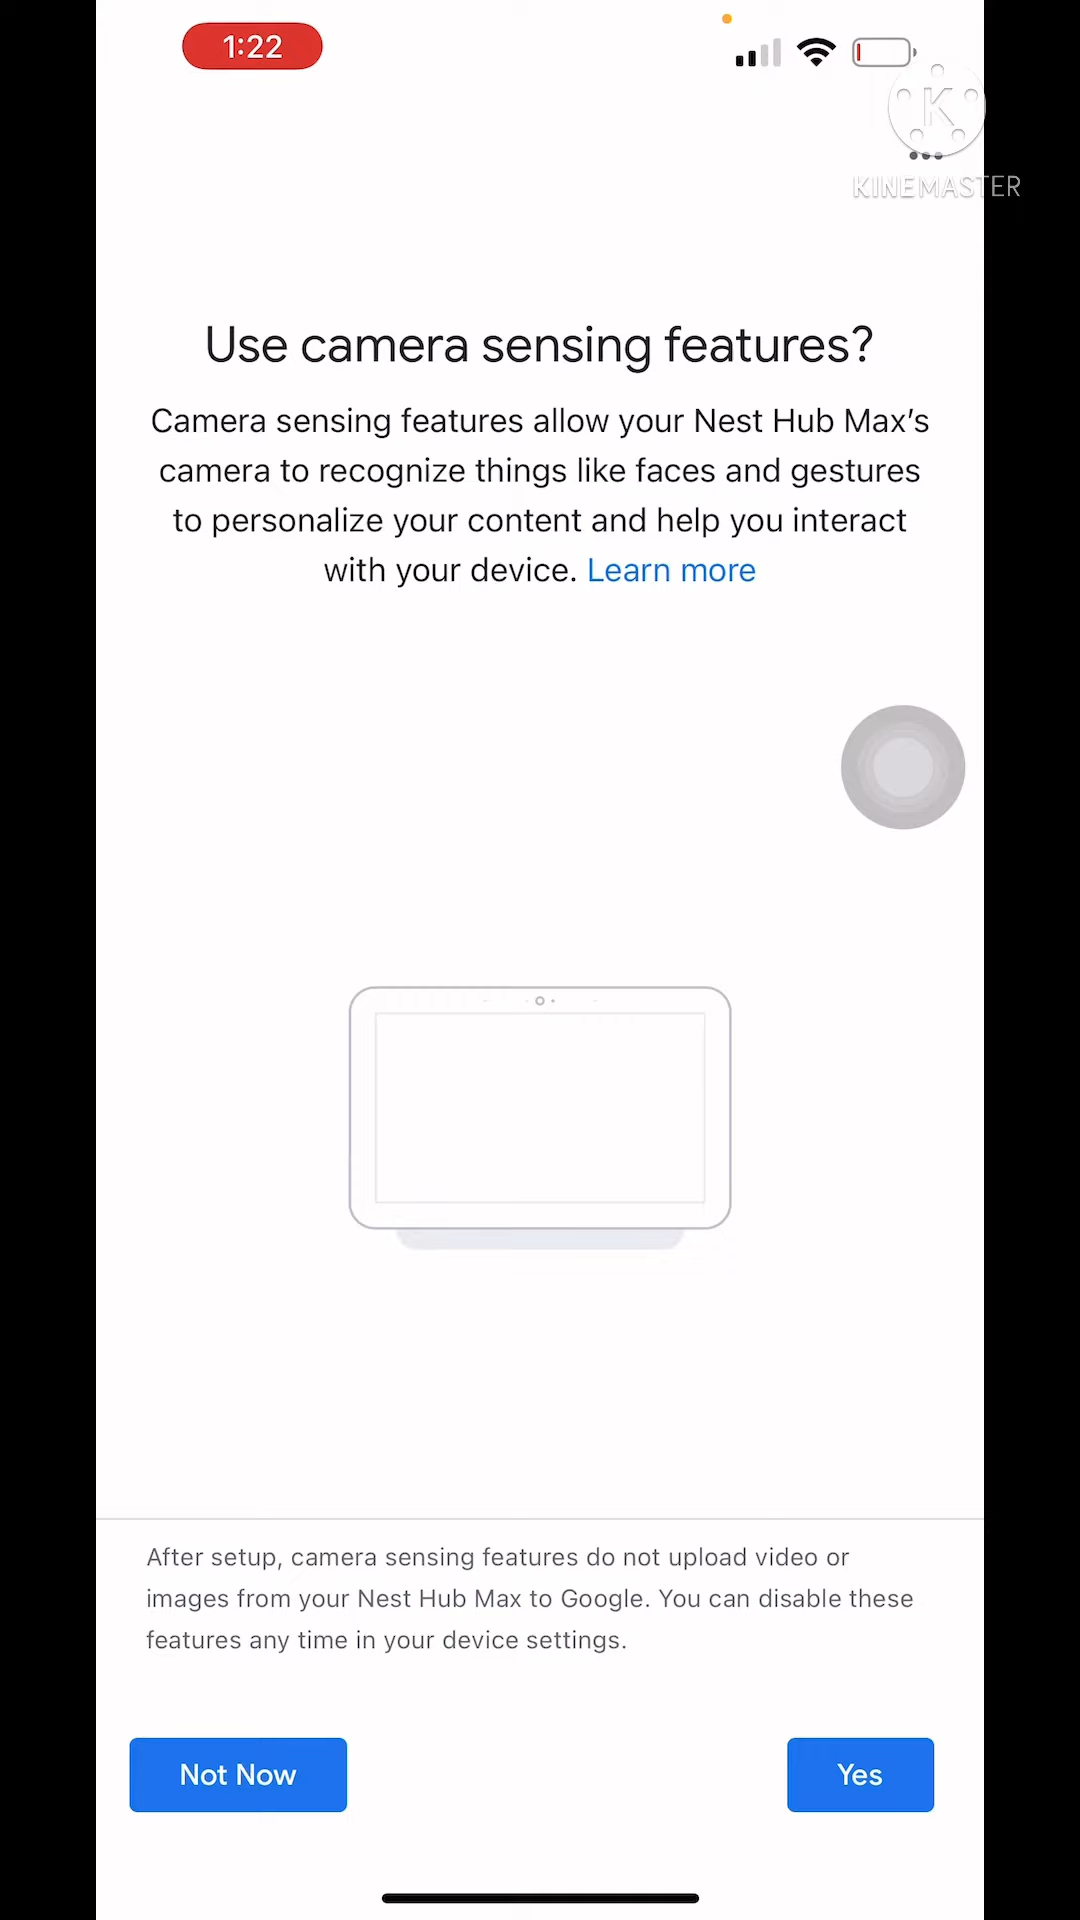 1:22
K
KINEMASTER
Use camera sensing features?
Camera sensing features allow your Nest Hub Max’s
camera to recognize things like faces and gestures
to personalize your content and help you interact
with your device. Learn more
After setup, camera sensing features do not upload video or
images from your Nest Hub Max to Google. You can disable these
features any time in your device settings.
Not Now
Yes